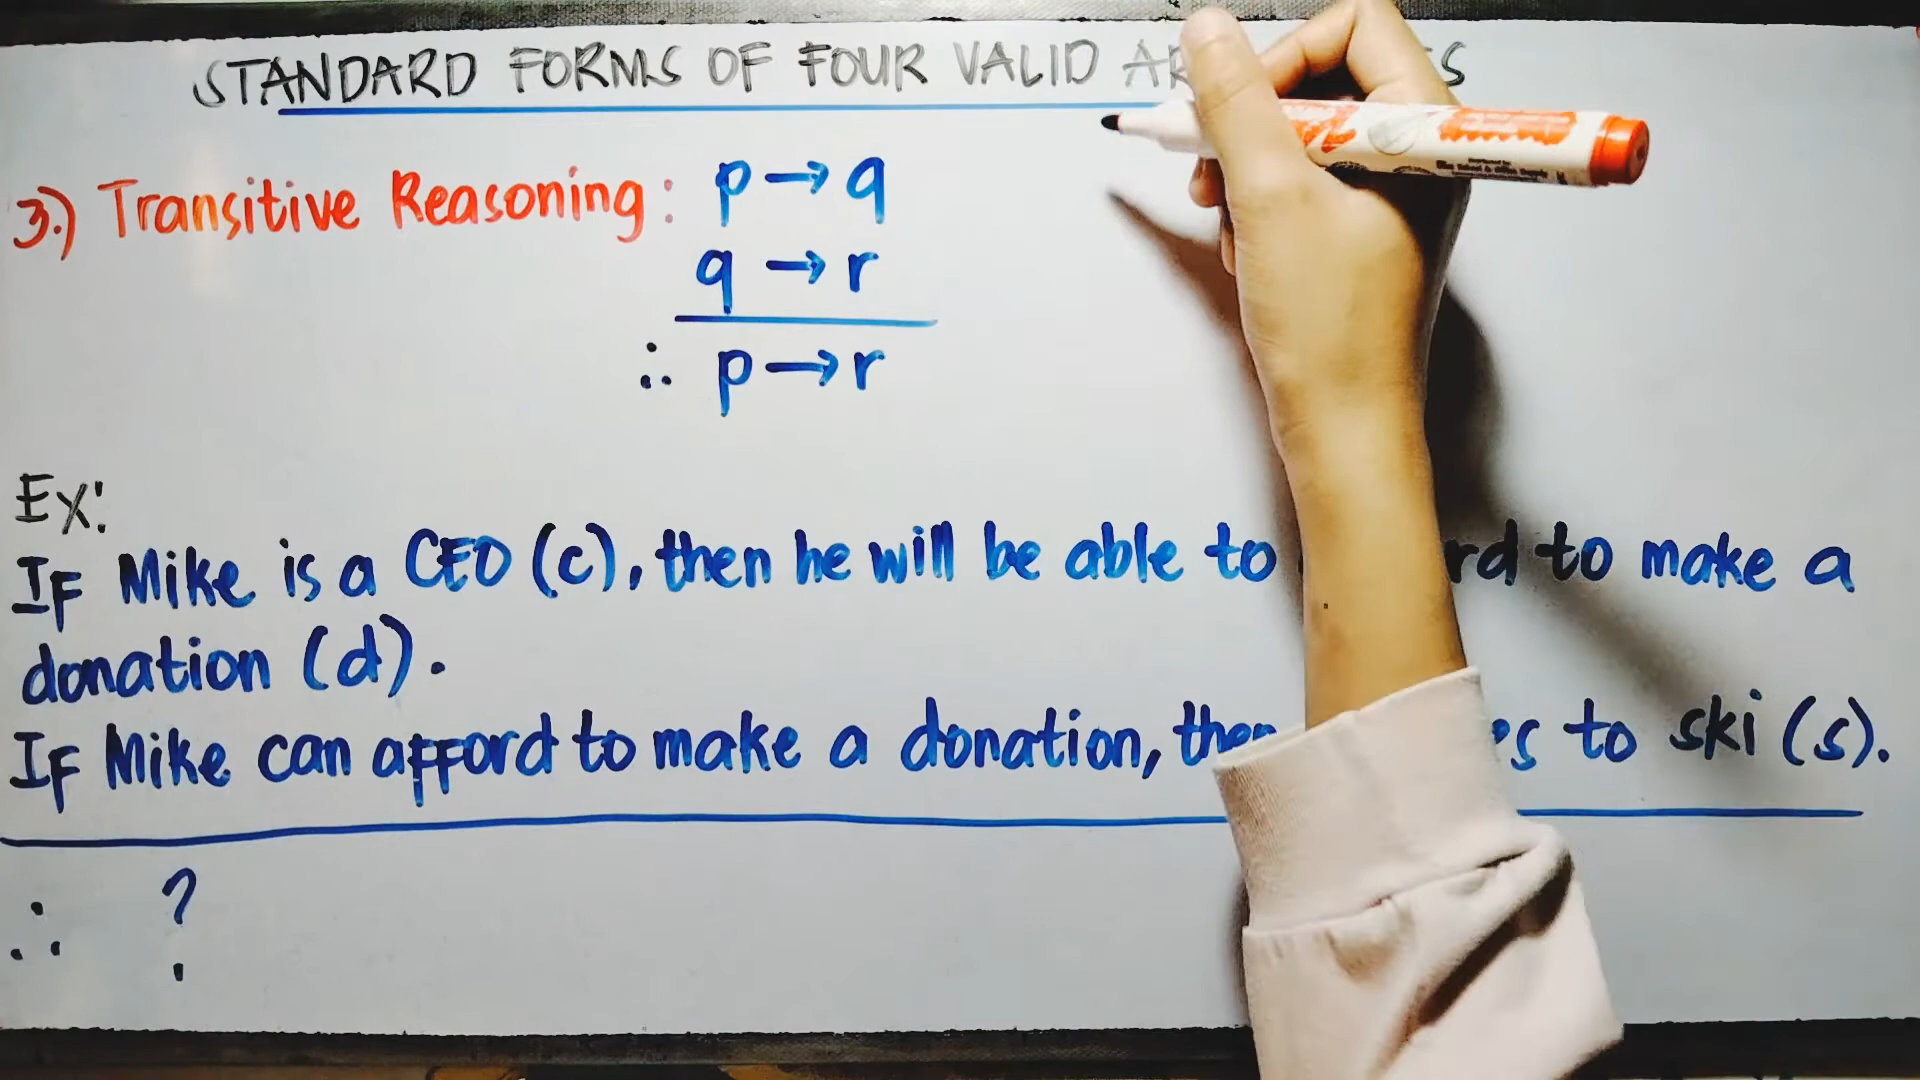 STANDARD FORMS OF FOUR VALID
3.) Transitive Reasoning: p → q
q → r
∴ p → r
Ex:
If Mike is a CEO (c), then he will be able to to make a
donation (d).
If Mike can afford to make a donation, then to ski (s).
∴ ?